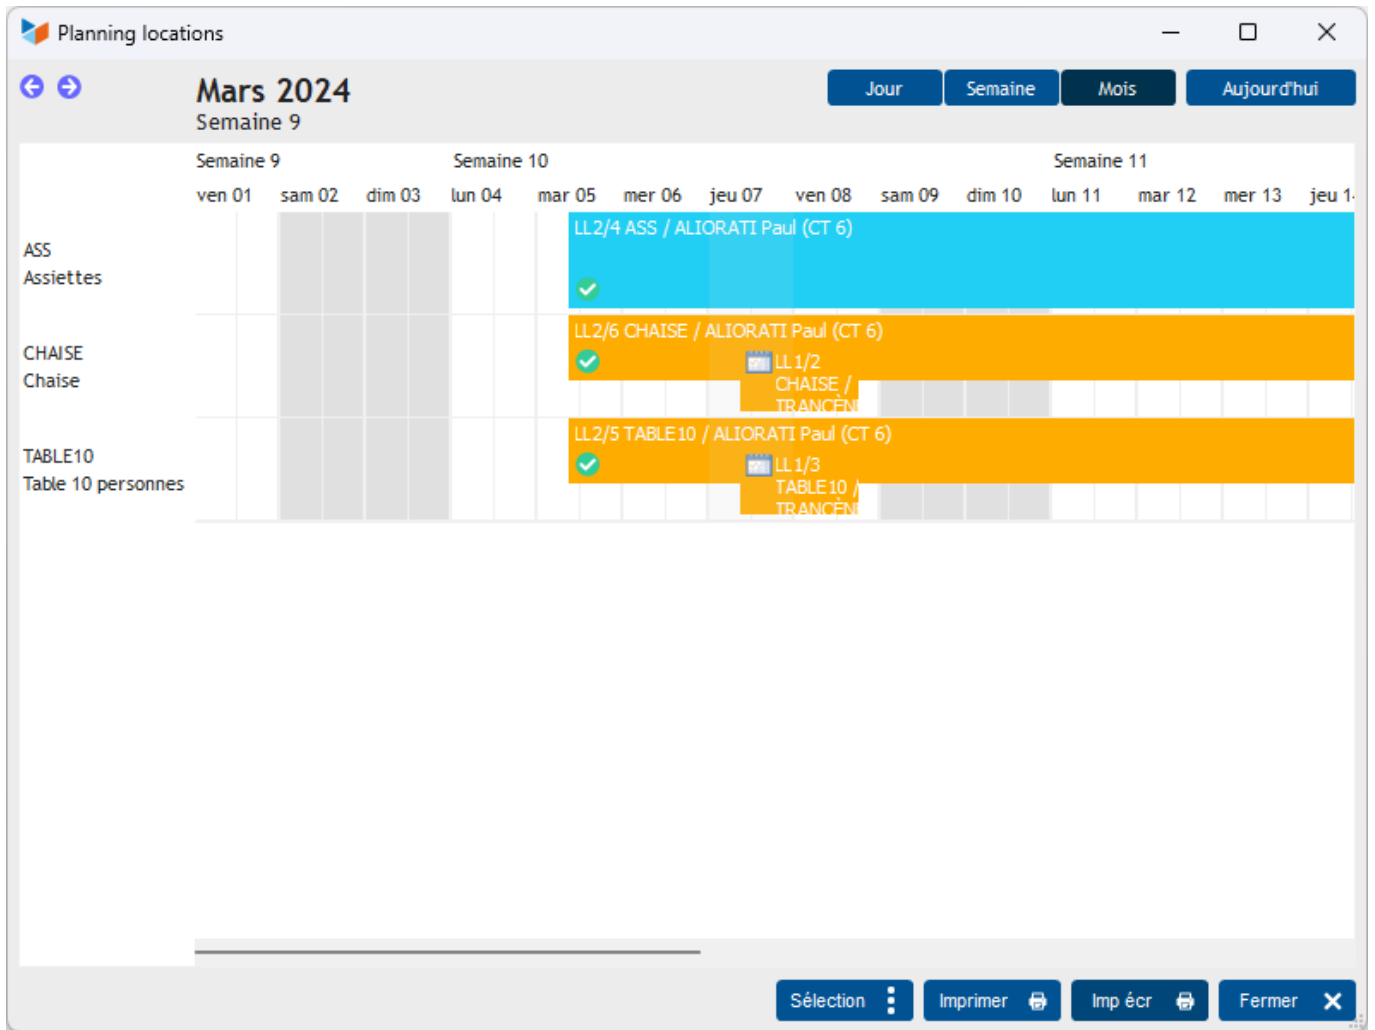 Planning locations
Mars 2024
Semaine 9
Jour Semaine Mois Aujourd'hui
Semaine 9 Semaine 10 Semaine 11
ven 01 sam 02 dim 03 lun 04 mar 05 mer 06 jeu 07 ven 08 sam 09 dim 10 lun 11 mar 12 mer 13 jeu
ASS
Assiettes
LL2/4 ASS / ALIORATI Paul (CT 6)
CHAISE
Chaise
LL2/6 CHAISE / ALIORATI Paul (CT 6)
LL1/2
CHAISE /
TRANCÈN
TABLE10
Table 10 personnes
LL2/5 TABLE10 / ALIORATI Paul (CT 6)
LL1/3
TABLE10 /
TRANCÈN
Sélection Imprimer Imp écr Fermer